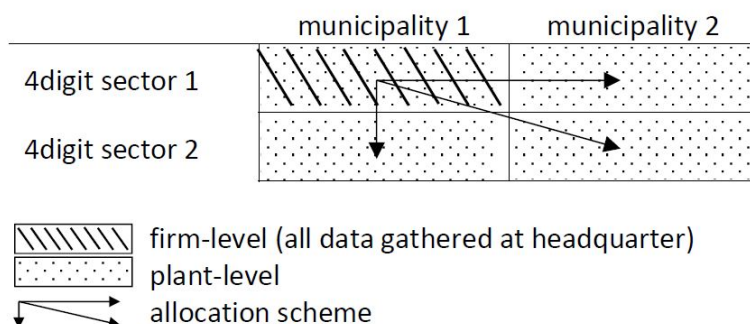 municipality 1 municipality 2
4digit sector 1
4digit sector 2
firm-level (all data gathered at headquarter)
plant-level
allocation scheme